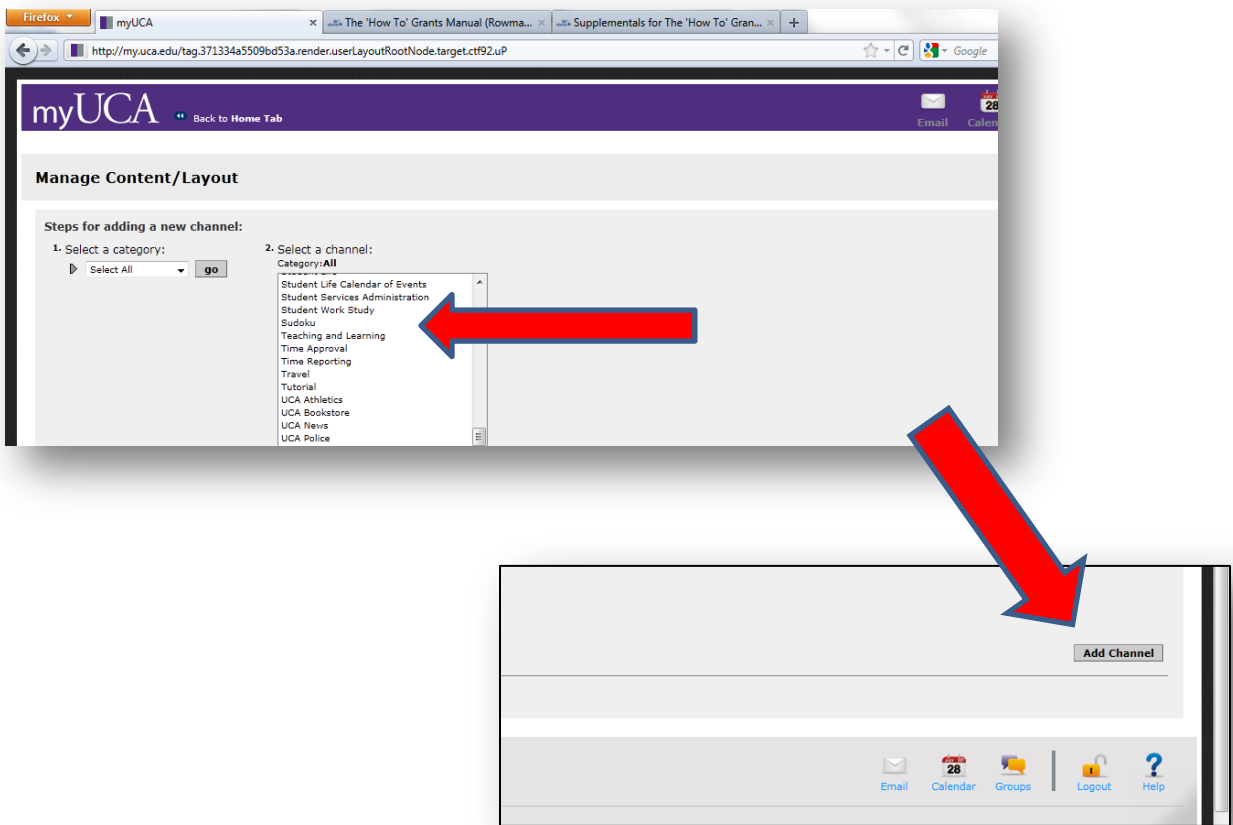 Firefox
myUCA
The 'How To' Grants Manual (Rowma...
Supplementals for The 'How To' Gran...
http://my.uca.edu/tag.371334a5509bd53a.render.userLayoutRootNode.target.ctf92.uP
Google
myUCA
Back to Home Tab
28
Email
Calen
Manage Content/Layout
Steps for adding a new channel:
1. Select a category:
Select All
go
2. Select a channel:
Category:All
Student Life Calendar of Events
Student Services Administration
Student Work Study
Sudoku
Teaching and Learning
Time Approval
Time Reporting
Travel
Tutorial
UCA Athletics
UCA Bookstore
UCA News
UCA Police
Add Channel
28
Email
Calendar
Groups
Logout
Help